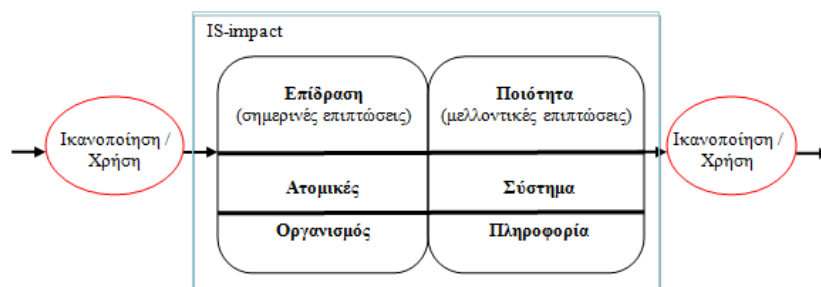 IS-impact
Ικανοποίηση /
Χρήση
Επίδραση
(σημερινές επιπτώσεις)
Ατομικές
Οργανισμός
Ποιότητα
(μελλοντικές επιπτώσεις)
Σύστημα
Πληροφορία
Ικανοποίηση /
Χρήση